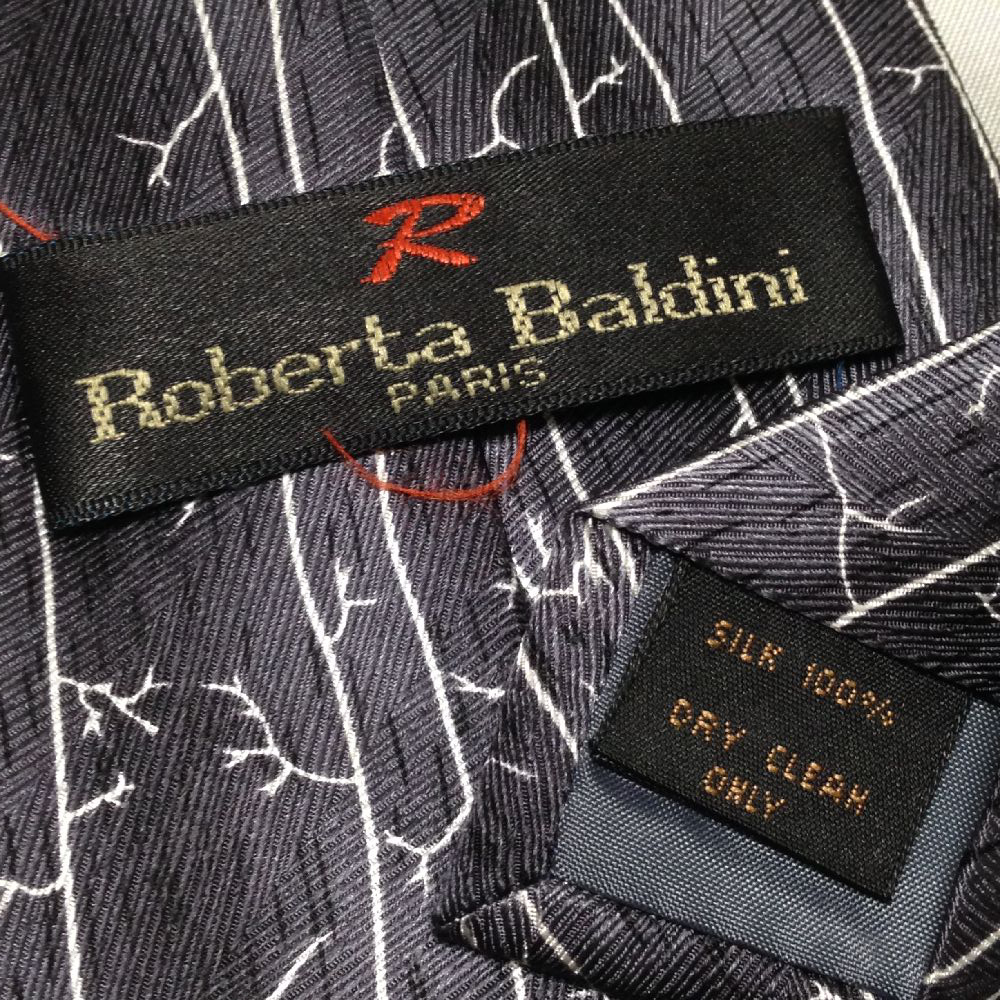 R
Roberta Baldini
PARIS
SILK 100%
DRY CLEAN
ONLY